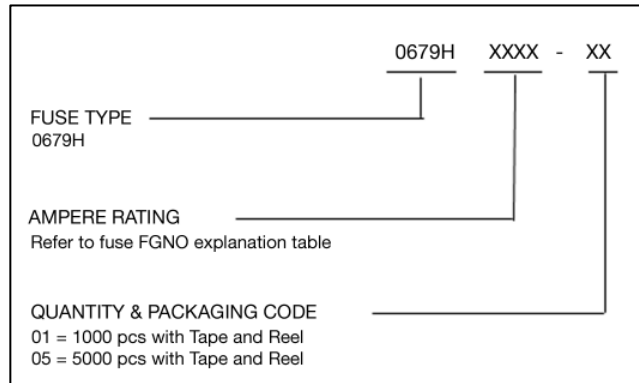 0679H XXXX - XX
FUSE TYPE
0679H
AMPERE RATING
Refer to fuse FGNO explanation table
QUANTITY & PACKAGING CODE
01 = 1000 pcs with Tape and Reel
05 = 5000 pcs with Tape and Reel